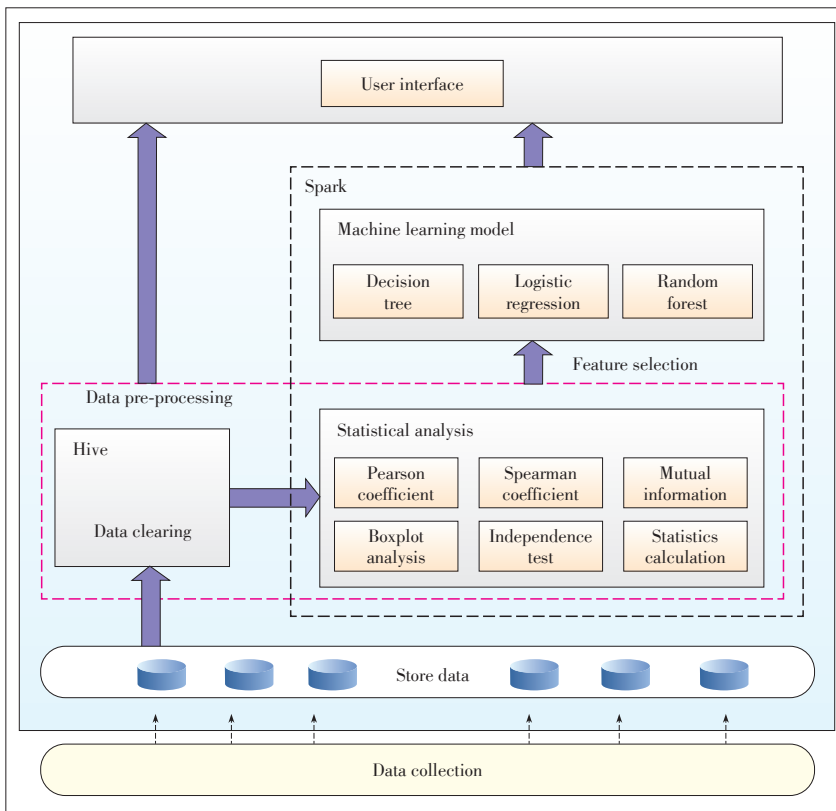 User interface
Spark
Machine learning model
Decision
tree
Logistic
regression
Random
forest
Feature selection
Data pre-processing
Statistical analysis
Hive
Pearson
coefficient
Spearman
coefficient
Mutual
information
Data clearing
Boxplot
analysis
Independence
test
Statistics
calculation
Store data
Data collection